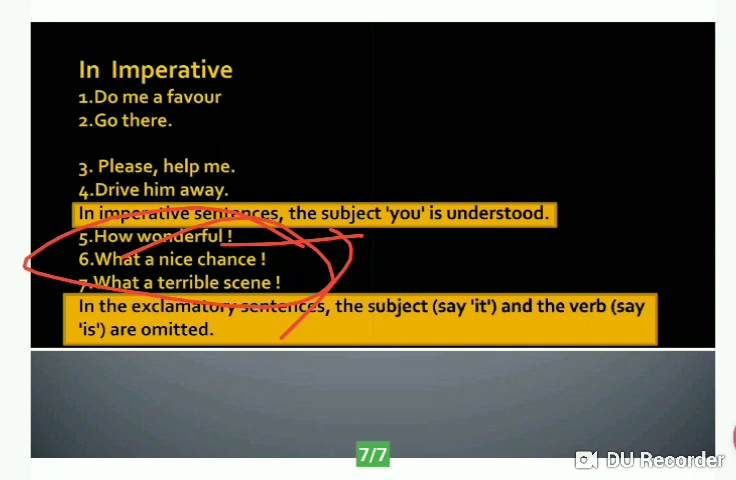 In Imperative
1.Do me a favour
2.Go there.
3. Please, help me.
4.Drive him away.
In imperative sentences, the subject 'you' is understood.
5.How wonderful !
6.What a nice chance !
7.What a terrible scene !
In the exclamatory sentences, the subject (say 'it') and the verb (say
'is') are omitted.
7/7
DU Recorder